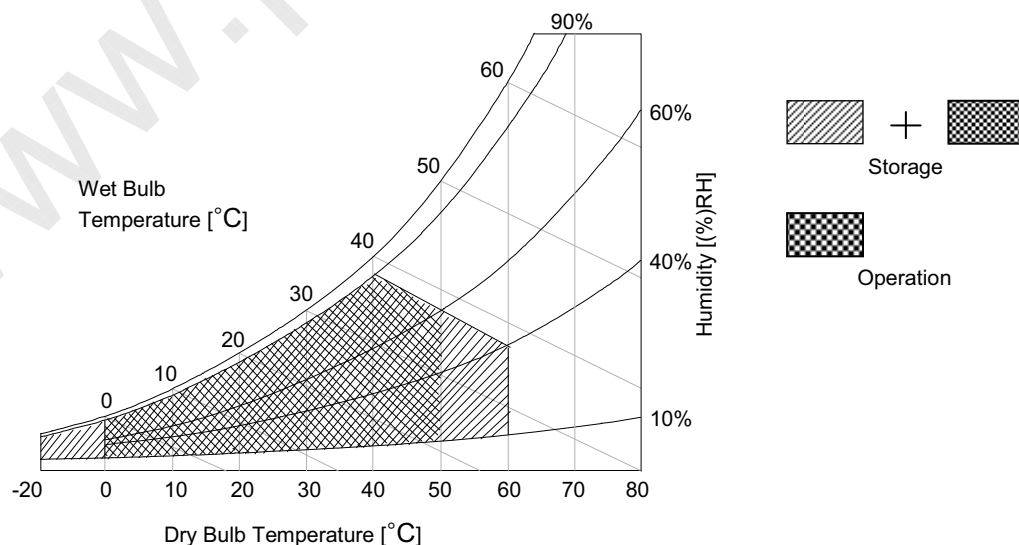 www.p
90%
60
60%
50
Wet Bulb
Temperature [°C]
40
40%
30
20
10
0
10%
Humidity [(%)RH]
-20 0 10 20 30 40 50 60 70 80
Dry Bulb Temperature [°C]
+
Storage
Operation